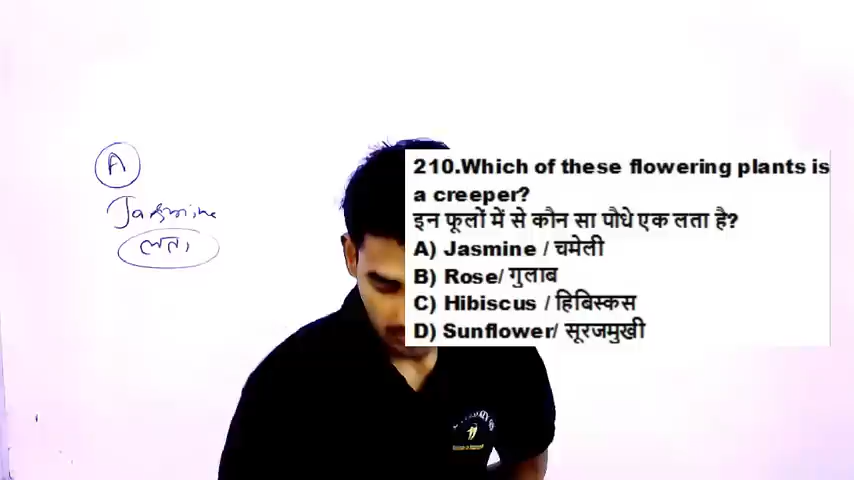 A
Jasmine
लता
210.Which of these flowering plants is
a creeper?
इन फूलों में से कौन सा पौधे एक लता है?
A) Jasmine / चमेली
B) Rose/ गुलाब
C) Hibiscus / हिबिस्कस
D) Sunflower/ सूरजमुखी